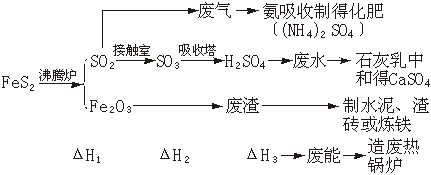 废气 氨吸收制得化肥
((NH4)2 SO4)
SO2 接触室 SO3 吸收塔 H2SO4 废水 石灰乳中
和得CaSO4
FeS2 沸腾炉
Fe2O3 废渣 制水泥、渣
砖或炼铁
ΔH1 ΔH2 ΔH3 废能 造废热
锅炉